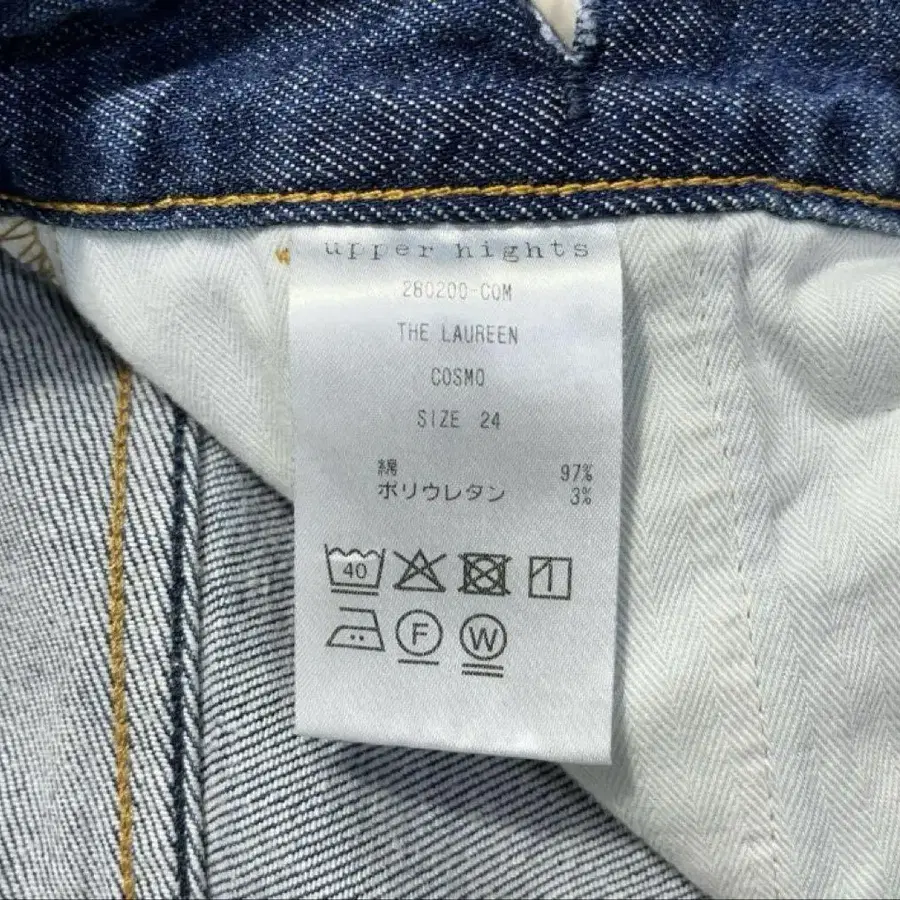 upper hights
280200-COM
THE LAUREEN
COSMO
SIZE 24
綿 97%
ポリウレタン 3%
40
F W